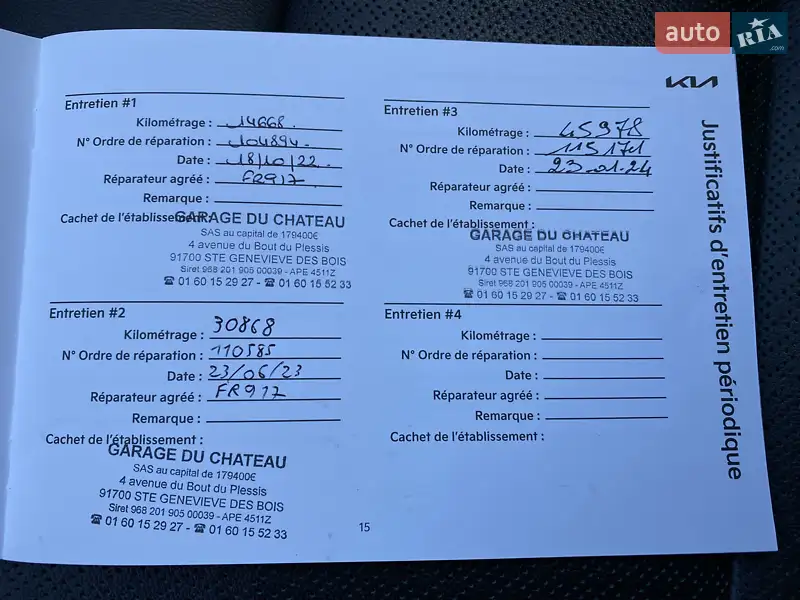 auto RIA.com
KIA
Justificatifs d'entretien périodique
Entretien #1
Kilométrage : 14668.
N° Ordre de réparation : 104894.
Date : 18/10/22.
Réparateur agréé : FR917.
Remarque :
Cachet de l'établissement :
GARAGE DU CHATEAU
SAS au capital de 179400€
4 avenue du Bout du Plessis
91700 STE GENEVIEVE DES BOIS
Siret 968 201 905 00039 - APE 4511Z
☎ 01 60 15 29 27 - ☎ 01 60 15 52 33
Entretien #2
Kilométrage : 30868
N° Ordre de réparation : 110585
Date : 23/06/23
Réparateur agréé : FR917
Remarque :
Cachet de l'établissement :
GARAGE DU CHATEAU
SAS au capital de 179400€
4 avenue du Bout du Plessis
91700 STE GENEVIEVE DES BOIS
Siret 968 201 905 00039 - APE 4511Z
☎ 01 60 15 29 27 - ☎ 01 60 15 52 33
Entretien #3
Kilométrage : 45978
N° Ordre de réparation : 115171
Date : 23.01.24
Réparateur agréé :
Remarque :
Cachet de l'établissement :
GARAGE DU CHATEAU
SAS au capital de 179400€
4 avenue du Bout du Plessis
91700 STE GENEVIEVE DES BOIS
Siret 968 201 905 00039 - APE 4511Z
☎ 01 60 15 29 27 - ☎ 01 60 15 52 33
Entretien #4
Kilométrage :
N° Ordre de réparation :
Date :
Réparateur agréé :
Remarque :
Cachet de l'établissement :
15